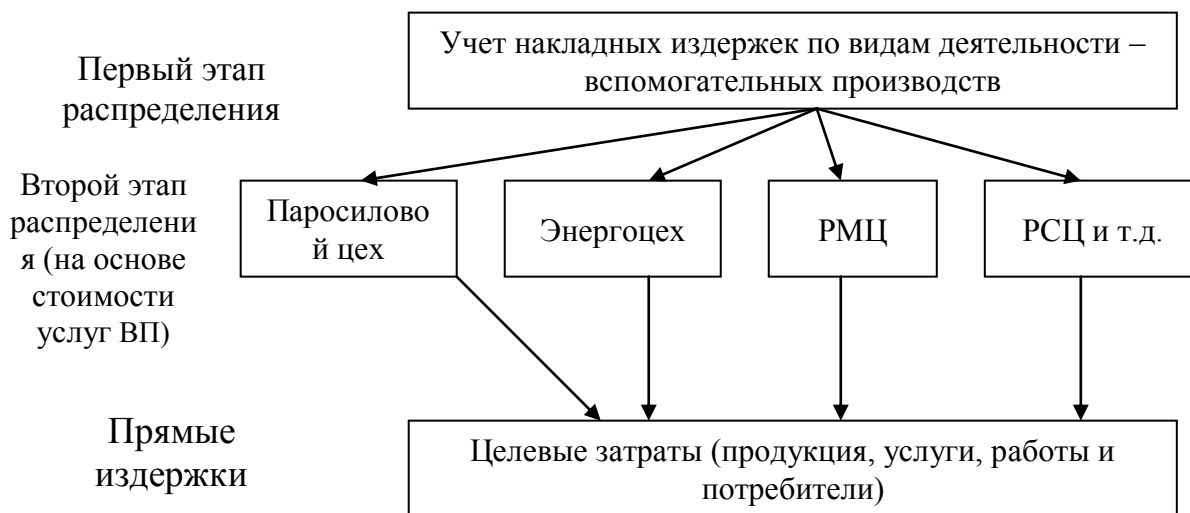 Учет накладных издержек по видам деятельности –
вспомогательных производств
Первый этап
распределения
Второй этап
распределени
я (на основе
стоимости
услуг ВП)
Паросилово
й цех
Энергоцех
РМЦ
РСЦ и т.д.
Прямые
издержки
Целевые затраты (продукция, услуги, работы и
потребители)